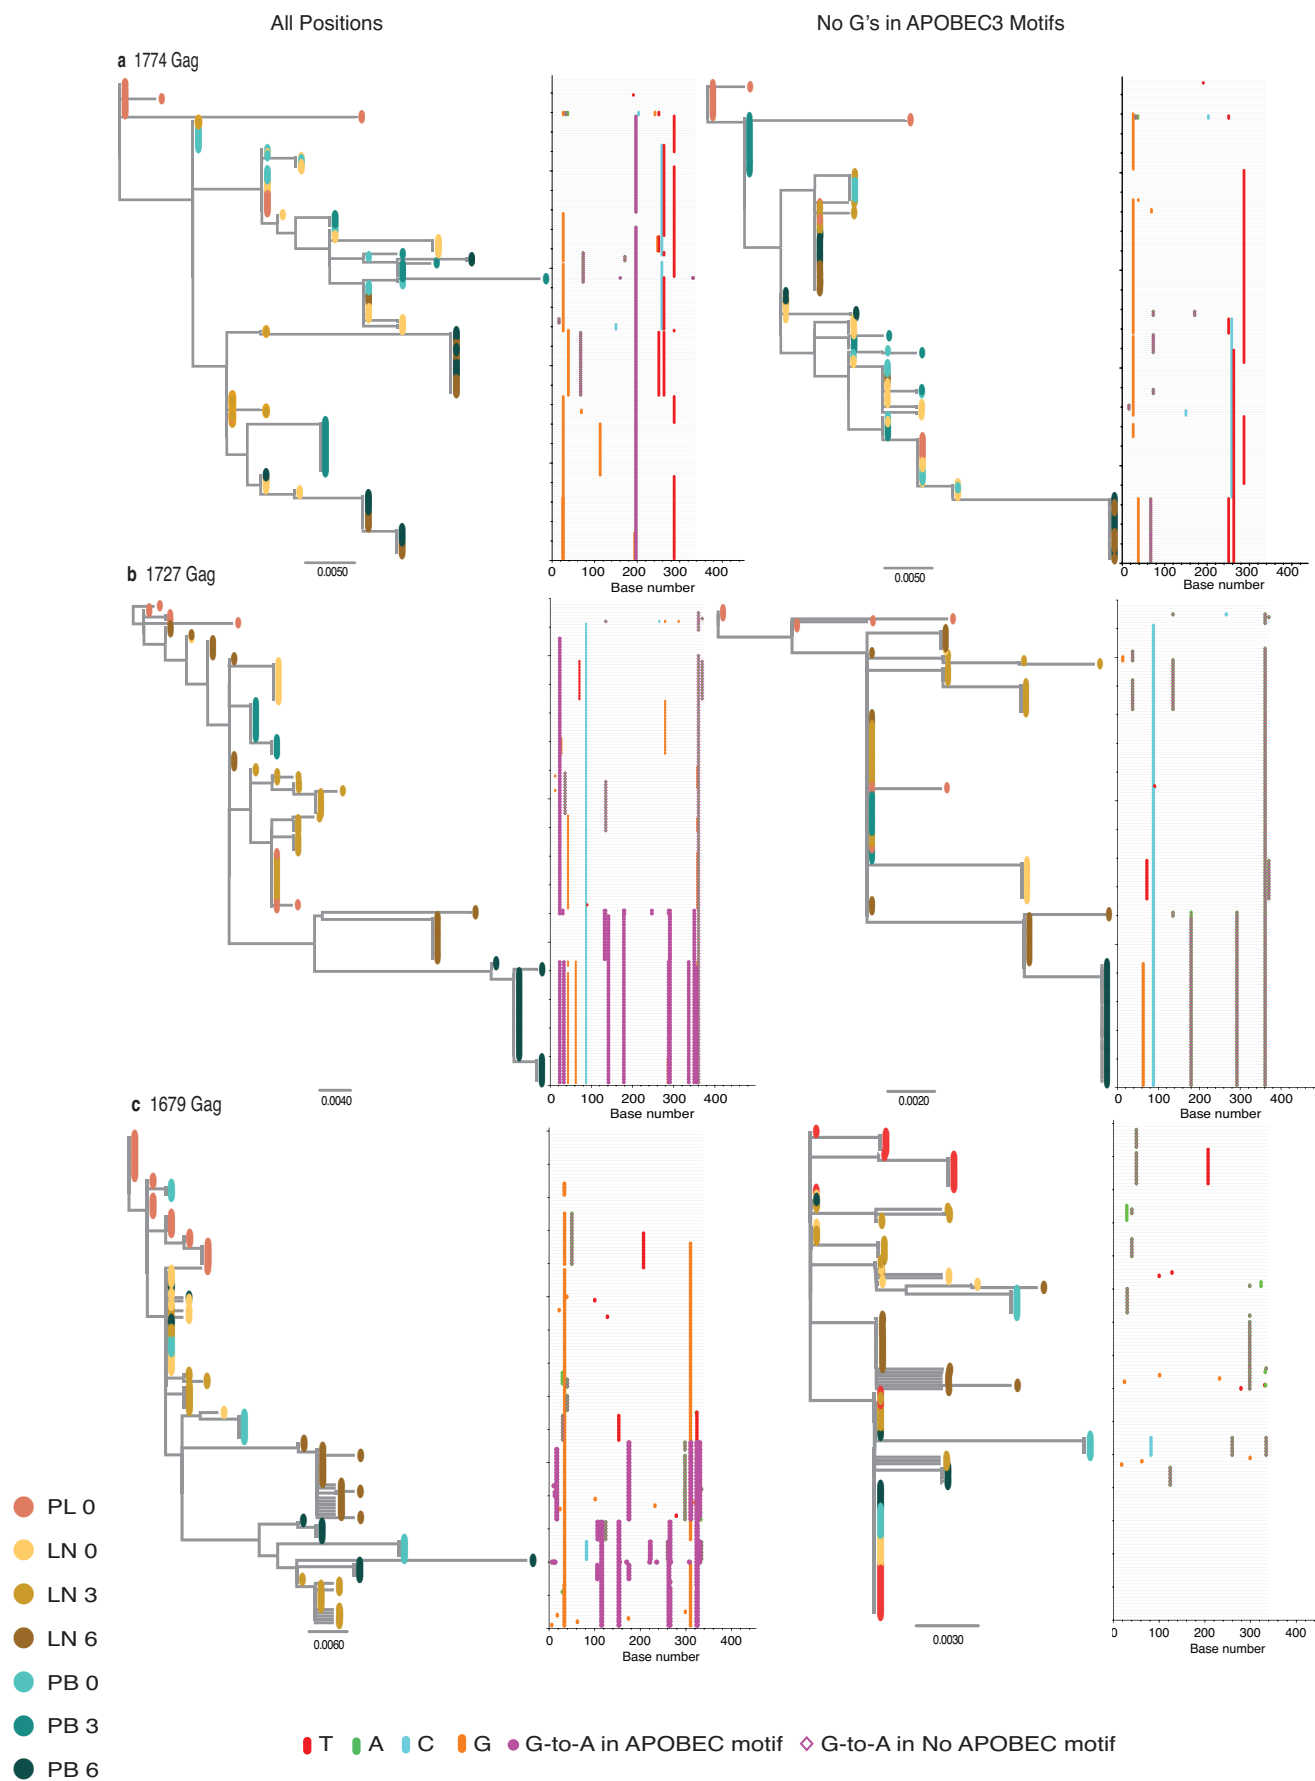 All Positions
No G's in APOBEC3 Motifs
a 1774 Gag
0 100 200 300 400
Base number
0.0050
0 100 200 300 400
Base number
0.0050
b 1727 Gag
0 100 200 300 400
Base number
0.0040
0 100 200 300 400
Base number
0.0020
c 1679 Gag
0 100 200 300 400
Base number
0.0060
0 100 200 300 400
Base number
0.0030
PL 0
LN 0
LN 3
LN 6
PB 0
PB 3
PB 6
T A C G G-to-A in APOBEC motif G-to-A in No APOBEC motif